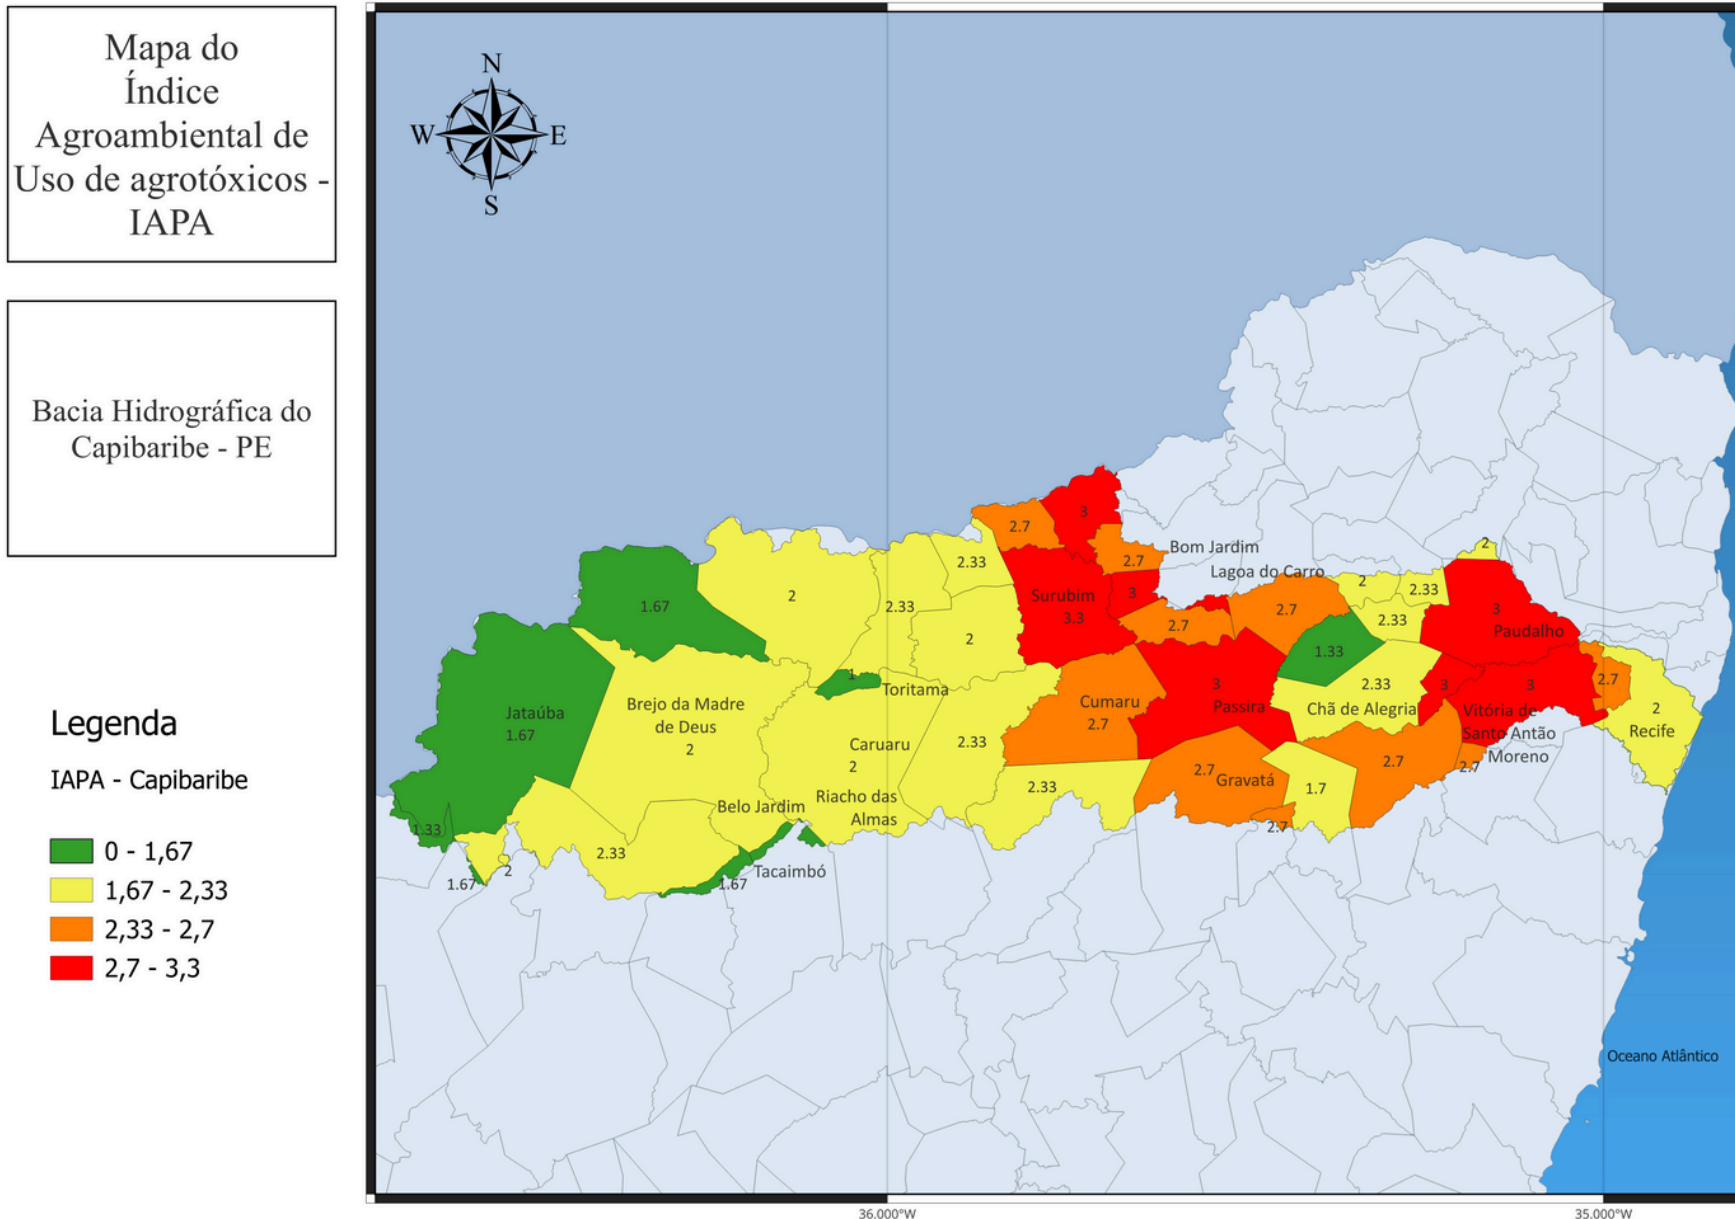 Mapa do
Índice
Agroambiental de
Uso de agrotóxicos -
IAPA
Bacia Hidrográfica do
Capibaribe - PE
Legenda
IAPA - Capibaribe
0 - 1,67
1,67 - 2,33
2,33 - 2,7
2,7 - 3,3
N
W
E
S
3
2.7
2.7
Bom Jardim
2
2.33
Lagoa do Carro
2
2.33
Surubim
3.3
3
2.7
2.7
2.33
3
Paudalho
1.67
2
2.33
2
1.33
1
Toritama
Jataúba
1.67
Brejo da Madre
de Deus
2
Caruaru
2
2.33
Cumaru
2.7
3
Passira
2.33
Chã de Alegria
3
3
Vitória de
Santo Antão
Moreno
2.7
2.7
2
Recife
2.7
Gravatá
2.7
1.7
2.7
2.33
Belo Jardim
Riacho das
Almas
1.33
2.33
2
1.67
1.67
Tacaimbó
Oceano Atlântico
36.000°W
35.000°W